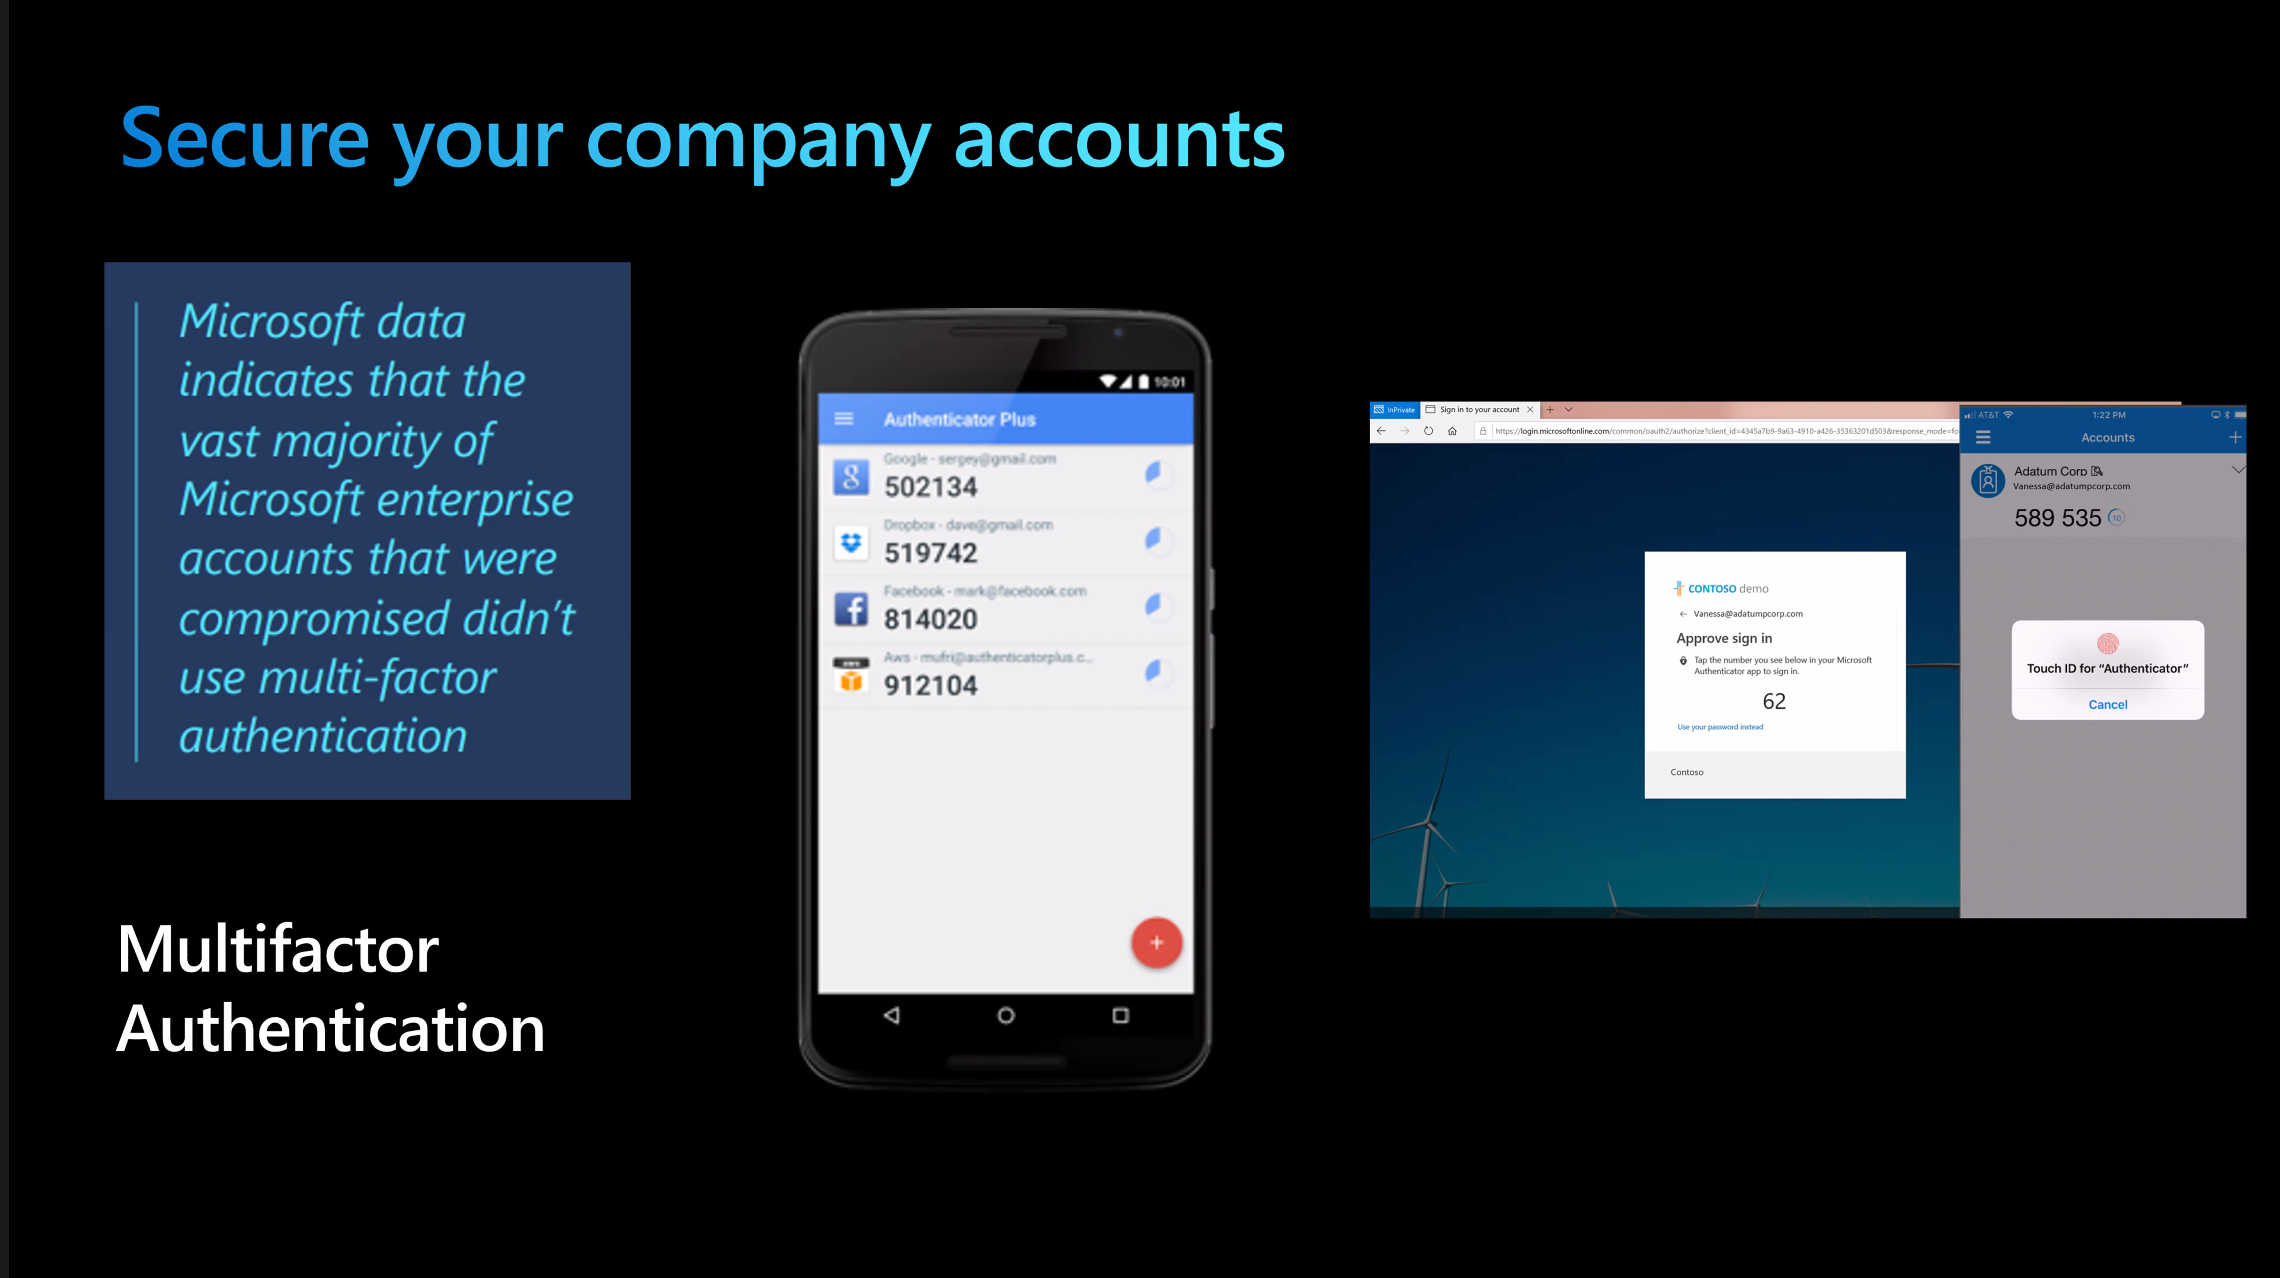 Secure your company accounts
Microsoft data
indicates that the
vast majority of
Microsoft enterprise
accounts that were
compromised didn't
use multi-factor
authentication
Multifactor
Authentication
10:01
Authenticator Plus
Google - sergey@gmail.com
502134
Dropbox - dave@gmail.com
519742
Facebook - mark@facebook.com
814020
Aws - mufri@authenticatorplus.c...
912104
InPrivate
Sign in to your account
https://login.microsoftonline.com/common/oauth2/authorize?client_id=4345a7b9-9a63-4910-a426-35363201d503&response_mode=fo
CONTOSO demo
Vanessa@adatumpcorp.com
Approve sign in
Tap the number you see below in your Microsoft
Authenticator app to sign in.
62
Use your password instead
Contoso
AT&T
1:22 PM
Accounts
Adatum Corp
Vanessa@adatumpcorp.com
589 535
10
Touch ID for "Authenticator"
Cancel